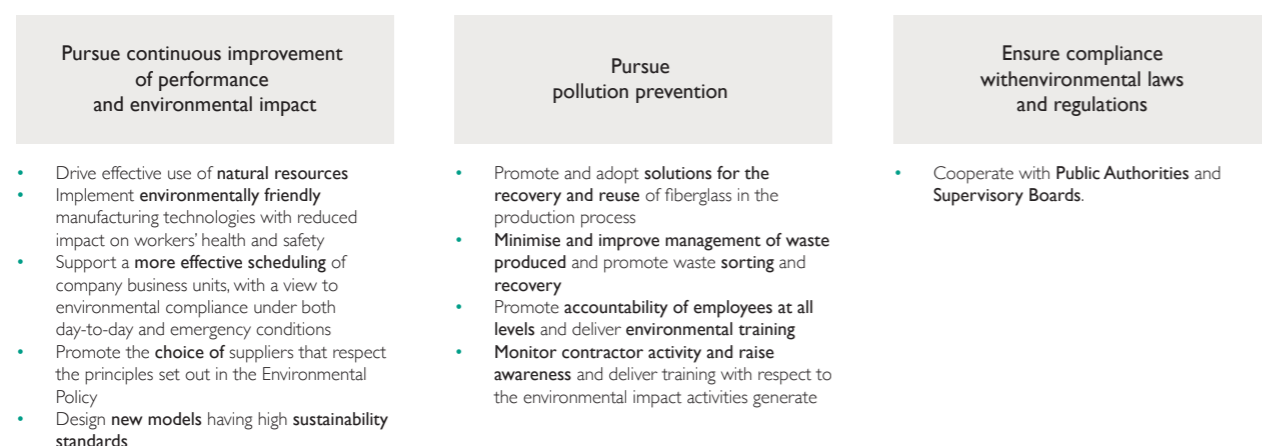 Pursue continuous improvement
of performance
and environmental impact
• Drive effective use of natural resources
• Implement environmentally friendly
manufacturing technologies with reduced
impact on workers' health and safety
• Support a more effective scheduling of
company business units, with a view to
environmental compliance under both
day-to-day and emergency conditions
• Promote the choice of suppliers that respect
the principles set out in the Environmental
Policy
• Design new models having high sustainability
standards
Pursue
pollution prevention
• Promote and adopt solutions for the
recovery and reuse of fiberglass in the
production process
• Minimise and improve management of waste
produced and promote waste sorting and
recovery
• Promote accountability of employees at all
levels and deliver environmental training
• Monitor contractor activity and raise
awareness and deliver training with respect to
the environmental impact activities generate
Ensure compliance
withenvironmental laws
and regulations
• Cooperate with Public Authorities and
Supervisory Boards.